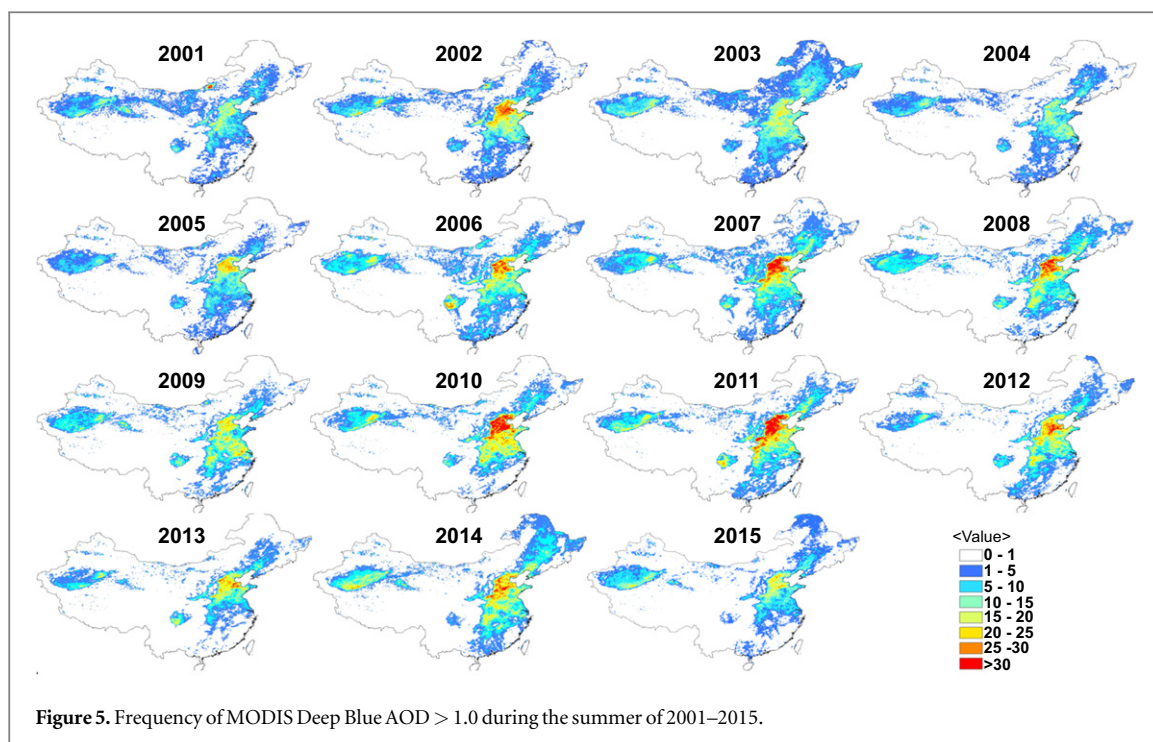 2001 2002 2003 2004
2005 2006 2007 2008
2009 2010 2011 2012
2013 2014 2015
<Value>
0 - 1
1 - 5
5 - 10
10 - 15
15 - 20
20 - 25
25 -30
>30
Figure 5. Frequency of MODIS Deep Blue AOD > 1.0 during the summer of 2001–2015.